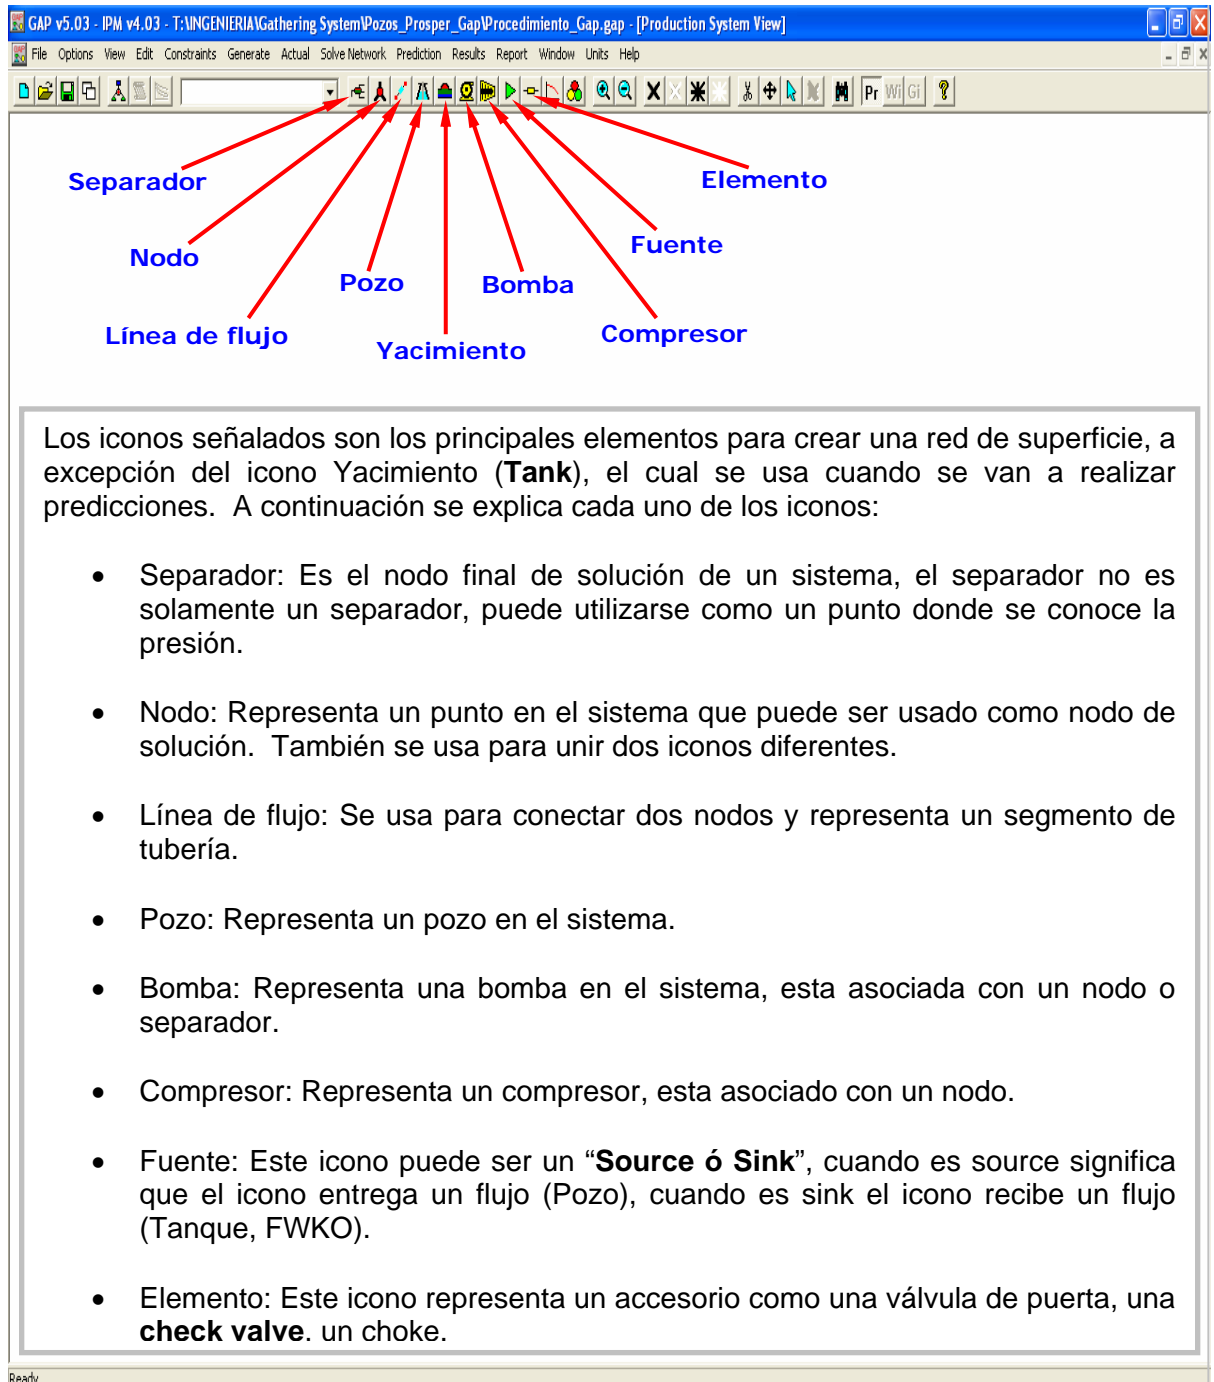 GAP v5.03 - IPM v4.03 - T:\INGENIERIA\Gathering System\Pozos_Prosper_Gap\Procedimiento_Gap.gap - [Production System View]
File Options View Edit Constraints Generate Actual Solve Network Prediction Results Report Window Units Help
Pr Wi Gi
Separador
Elemento
Nodo
Fuente
Pozo
Bomba
Línea de flujo
Compresor
Yacimiento
Los iconos señalados son los principales elementos para crear una red de superficie, a
excepción del icono Yacimiento (Tank), el cual se usa cuando se van a realizar
predicciones. A continuación se explica cada uno de los iconos:
• Separador: Es el nodo final de solución de un sistema, el separador no es
solamente un separador, puede utilizarse como un punto donde se conoce la
presión.
• Nodo: Representa un punto en el sistema que puede ser usado como nodo de
solución. También se usa para unir dos iconos diferentes.
• Línea de flujo: Se usa para conectar dos nodos y representa un segmento de
tubería.
• Pozo: Representa un pozo en el sistema.
• Bomba: Representa una bomba en el sistema, esta asociada con un nodo o
separador.
• Compresor: Representa un compresor, esta asociado con un nodo.
• Fuente: Este icono puede ser un “Source ó Sink”, cuando es source significa
que el icono entrega un flujo (Pozo), cuando es sink el icono recibe un flujo
(Tanque, FWKO).
• Elemento: Este icono representa un accesorio como una válvula de puerta, una
check valve. un choke.
Ready